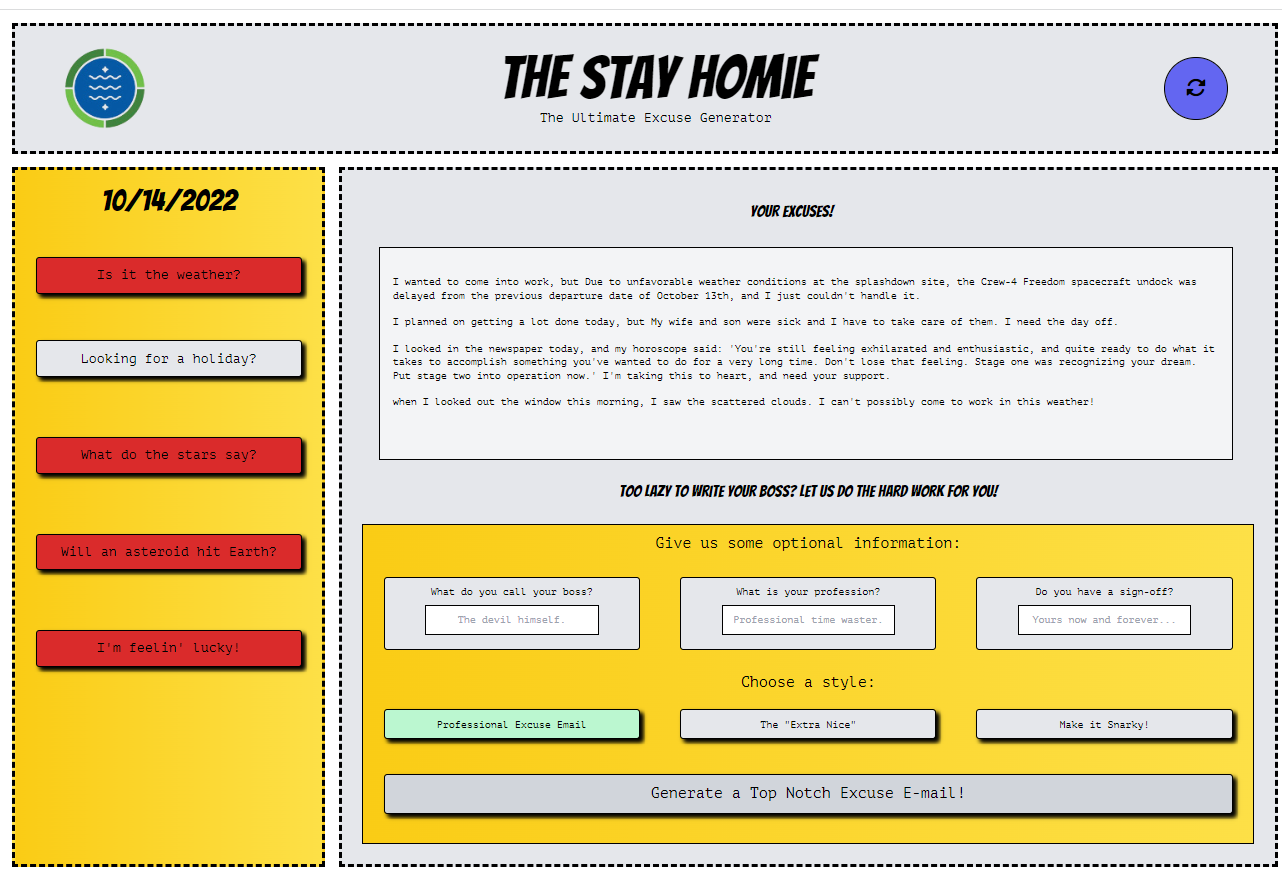 THE STAY HOMIE
The Ultimate Excuse Generator
10/14/2022
Is it the weather?
Looking for a holiday?
What do the stars say?
Will an asteroid hit Earth?
I'm feelin' lucky!
YOUR EXCUSES!
I wanted to come into work, but Due to unfavorable weather conditions at the splashdown site, the Crew-4 Freedom spacecraft undock was
delayed from the previous departure date of October 13th, and I just couldn't handle it.
I planned on getting a lot done today, but My wife and son were sick and I have to take care of them. I need the day off.
I looked in the newspaper today, and my horoscope said: 'You're still feeling exhilarated and enthusiastic, and quite ready to do what it
takes to accomplish something you've wanted to do for a very long time. Don't lose that feeling. Stage one was recognizing your dream.
Put stage two into operation now.' I'm taking this to heart, and need your support.
when I looked out the window this morning, I saw the scattered clouds. I can't possibly come to work in this weather!
TOO LAZY TO WRITE YOUR BOSS? LET US DO THE HARD WORK FOR YOU!
Give us some optional information:
What do you call your boss?
The devil himself.
What is your profession?
Professional time waster.
Do you have a sign-off?
Yours now and forever...
Choose a style:
Professional Excuse Email
The "Extra Nice"
Make it Snarky!
Generate a Top Notch Excuse E-mail!